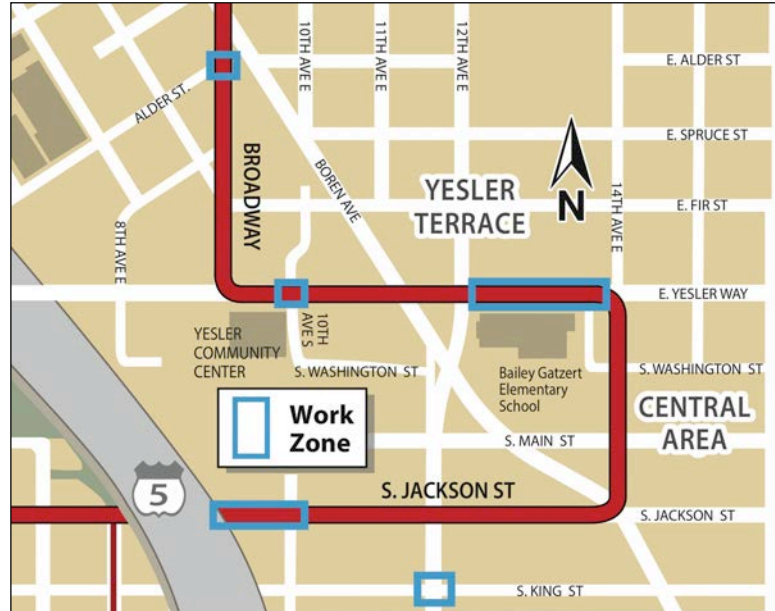 10TH AVE E
11TH AVE E
12TH AVE E
E. ALDER ST
ALDER ST.
BROADWAY
BOREN AVE
E. SPRUCE ST
YESLER
TERRACE
N
14TH AVE E
E. FIR ST
8TH AVE E
E. YESLER WAY
YESLER
COMMUNITY
CENTER
10TH
AVE S
S. WASHINGTON ST
Bailey Gatzert
Elementary
School
S. WASHINGTON ST
Work
Zone
CENTRAL
AREA
S. MAIN ST
5
S. JACKSON ST
S. JACKSON ST
S. KING ST